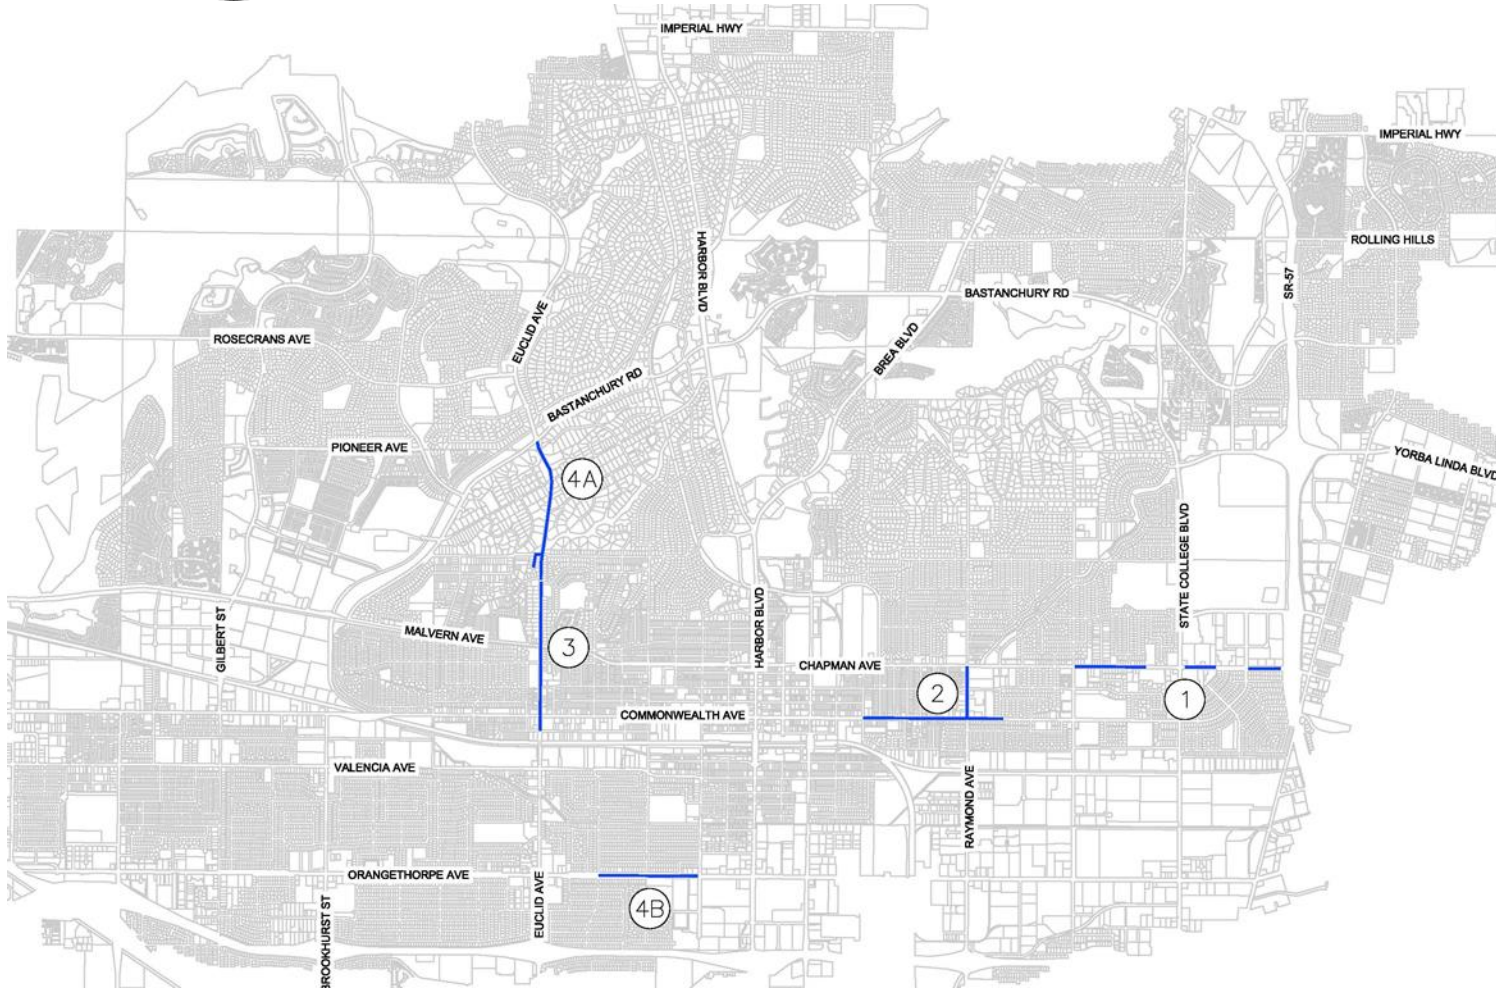 IMPERIAL HWY
IMPERIAL HWY
ROLLING HILLS
HARBOR BLVD
SR-57
BASTANCHURY RD
EUCLID AVE
ROSECRANS AVE
BREA BLVD
BASTANCHURY RD
PIONEER AVE
YORBA LINDA BLVD
4A
STATE COLLEGE BLVD
GILBERT ST
MALVERN AVE
3
HARBOR BLVD
CHAPMAN AVE
2
1
COMMONWEALTH AVE
VALENCIA AVE
RAYMOND AVE
ORANGETHORPE AVE
EUCLID AVE
4B
BROOKHURST ST